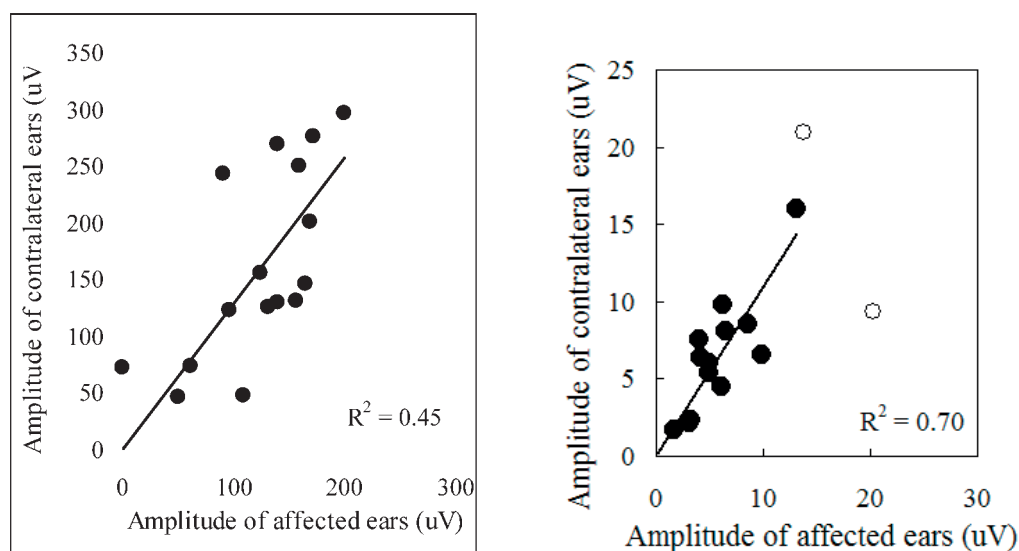 Amplitude of contralateral ears (uV
350
300
250
200
150
100
50
0
R² = 0.45
0 100 200 300
Amplitude of affected ears (uV)
Amplitude of contralateral ears (uV)
25
20
15
10
5
0
R² = 0.70
0 10 20 30
Amplitude of affected ears (uV)